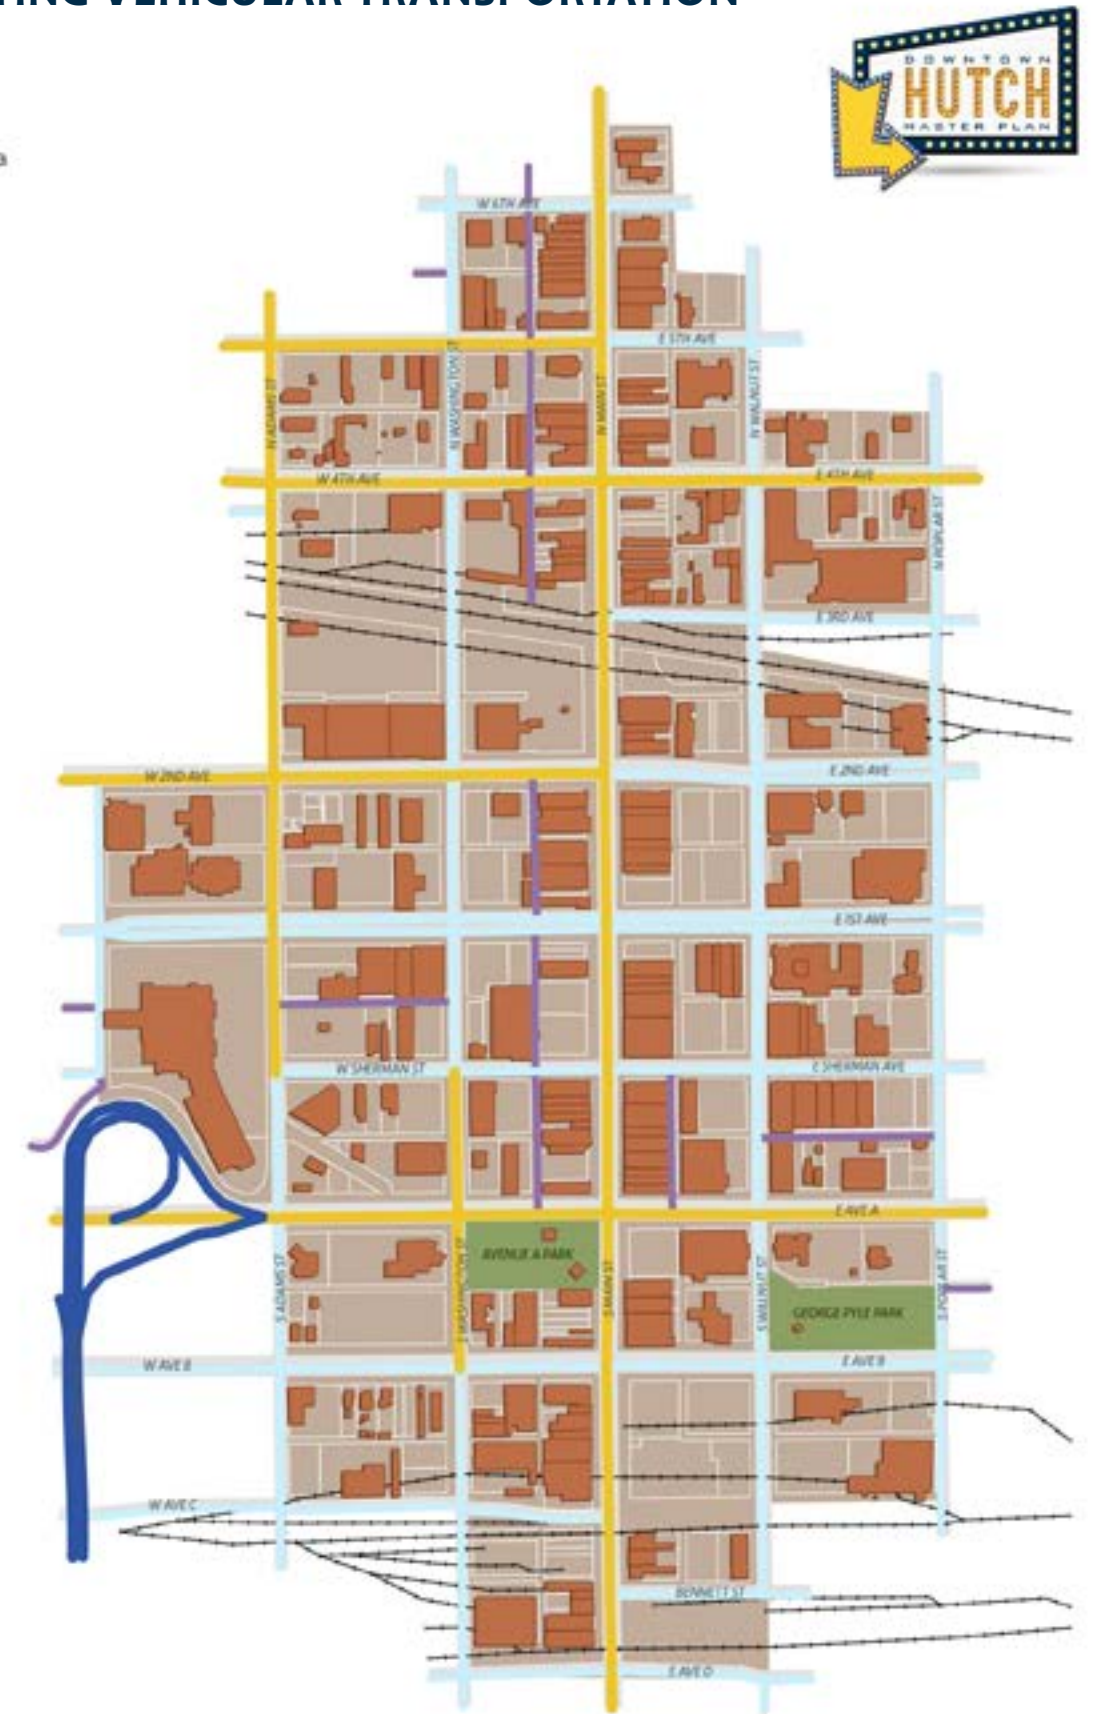 TING VEHICULAR TRANSPORTATION
DOWNTOWN
HUTCH
MASTER PLAN
a
W 6TH AVE
E 5TH AVE
N ADAMS ST
N WASHINGTON ST
N MAIN ST
N WALNUT ST
W 4TH AVE
E 4TH AVE
N POPLAR ST
E 3RD AVE
W 2ND AVE
E 2ND AVE
E 1ST AVE
W SHERMAN ST
E SHERMAN AVE
E AVE A
AVENUE A PARK
S ADAMS ST
S WASHINGTON ST
S MAIN ST
S WALNUT ST
S POPLAR ST
GEORGE PYLE PARK
W AVE B
E AVE B
W AVE C
BENNETT ST
E AVE D